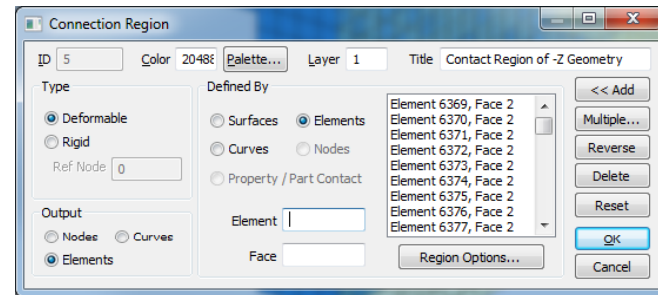 Connection Region
ID 5 Color 20488 Palette... Layer 1 Title Contact Region of -Z Geometry
Type
Deformable
Rigid
Ref Node 0
Output
Nodes Curves
Elements
Defined By
Surfaces Elements
Curves Nodes
Property / Part Contact
Element
Face
Element 6369, Face 2
Element 6370, Face 2
Element 6371, Face 2
Element 6372, Face 2
Element 6373, Face 2
Element 6374, Face 2
Element 6375, Face 2
Element 6376, Face 2
Element 6377, Face 2
Region Options...
<< Add
Multiple...
Reverse
Delete
Reset
OK
Cancel